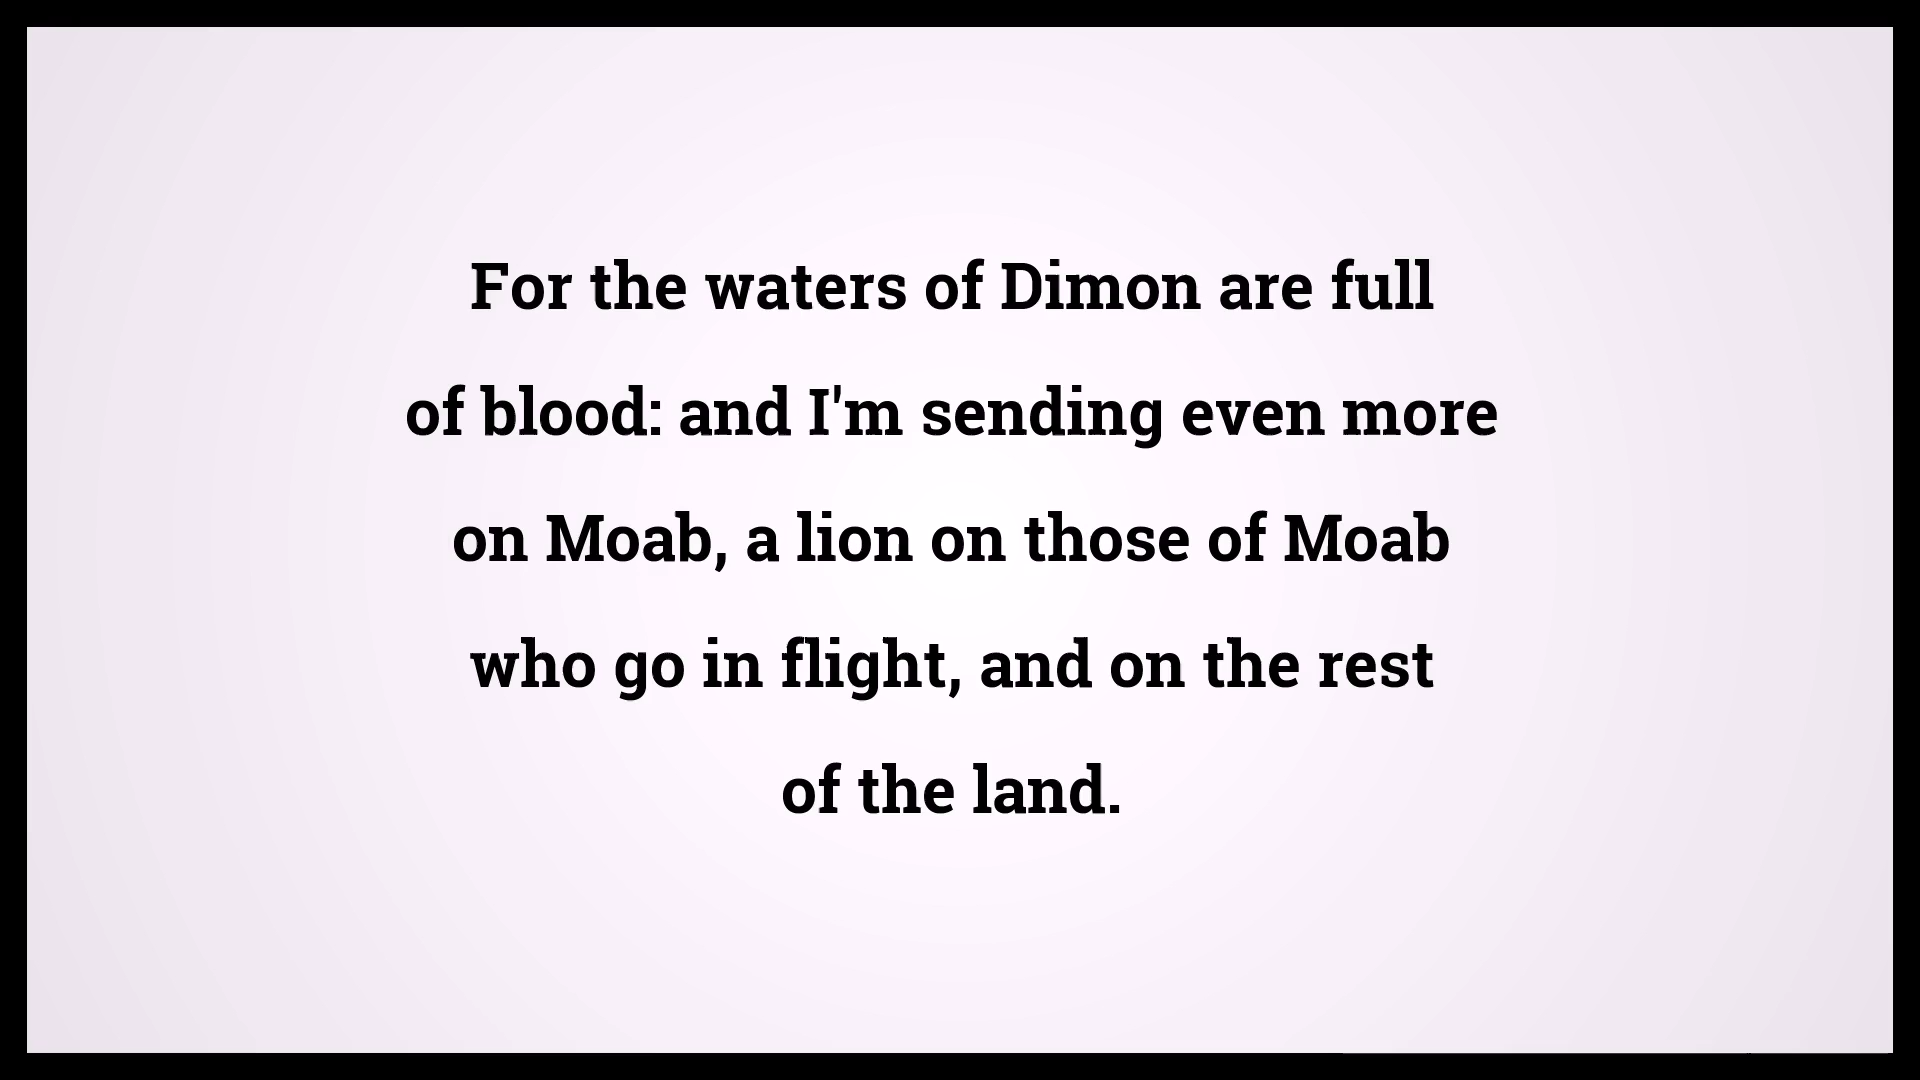 For the waters of Dimon are full
of blood: and I'm sending even more
on Moab, a lion on those of Moab
who go in flight, and on the rest
of the land.